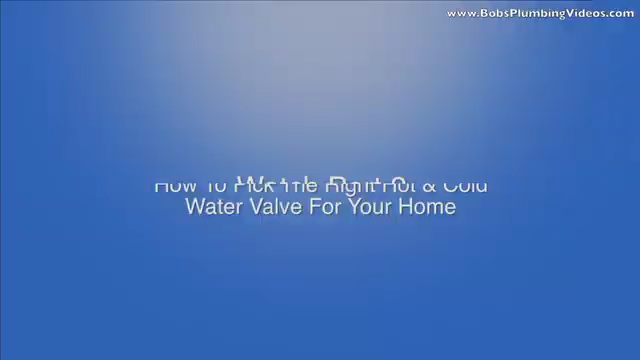 www.BobsPlumbingVideos.com
How To Pick The Right Hot & Cold
Water Valve For Your Home